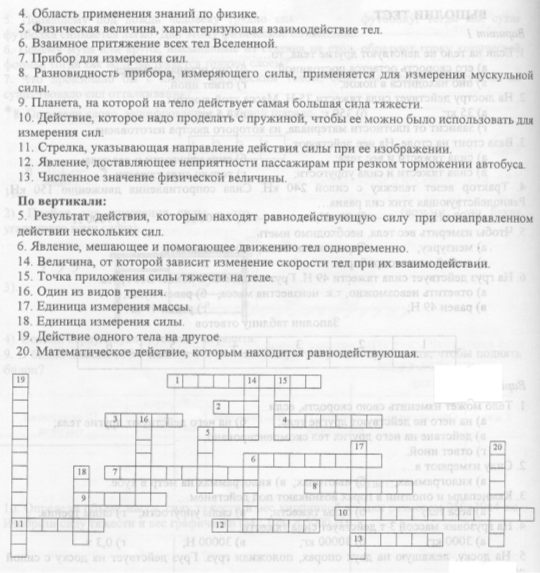 4. Область применения знаний по физике.
5. Физическая величина, характеризующая взаимодействие тел.
6. Взаимное притяжение всех тел Вселенной.
7. Прибор для измерения сил.
8. Разновидность прибора, измеряющего силы, применяется для измерения мускульной
силы.
9. Планета, на которой на тело действует самая большая сила тяжести.
10. Действие, которое надо проделать с пружиной, чтобы ее можно было использовать для
измерения сил.
11. Стрелка, указывающая направление действия силы при ее изображении.
12. Явление, доставляющее неприятности пассажирам при резком торможении автобуса.
13. Численное значение физической величины.
По вертикали:
5. Результат действия, которым находят равнодействующую силу при сонаправленном
действии нескольких сил.
6. Явление, мешающее и помогающее движению тел одновременно.
14. Величина, от которой зависит изменение скорости тел при их взаимодействии.
15. Точка приложения силы тяжести на теле.
16. Один из видов трения.
17. Единица измерения массы.
18. Единица измерения силы.
19. Действие одного тела на другое.
20. Математическое действие, которым находится равнодействующая.
19 1 14 15
2
3 16 4
5
17 20
6
18 7
8
9
10
11 12
13